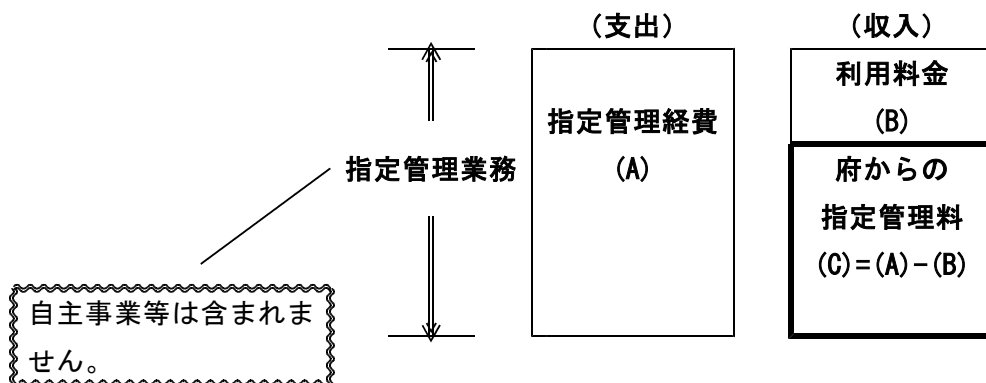 （支出）
（収入）
指定管理業務
指定管理経費
(A)
利用料金
(B)
府からの
指定管理料
(C)=(A)-(B)
自主事業等は含まれま
せん。